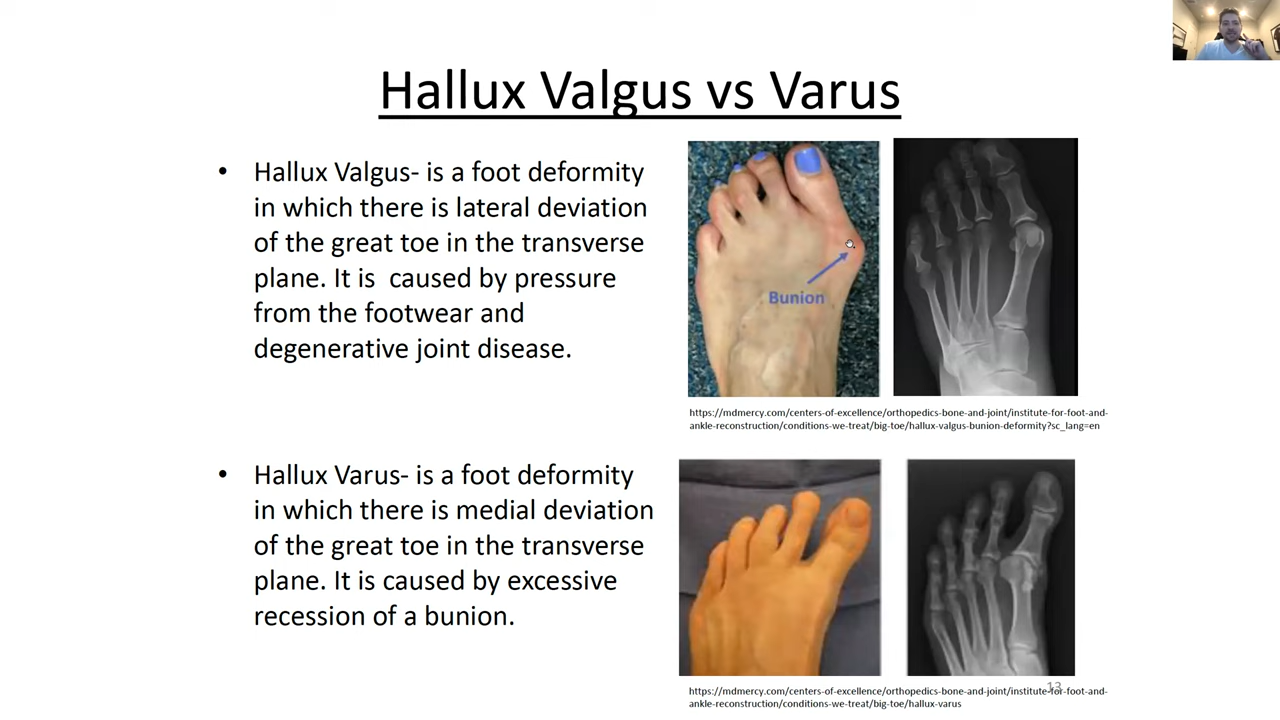 Hallux Valgus vs Varus
• Hallux Valgus- is a foot deformity
in which there is lateral deviation
of the great toe in the transverse
plane. It is  caused by pressure
from the footwear and
degenerative joint disease.
Bunion
https://mdmercy.com/centers-of-excellence/orthopedics-bone-and-joint/institute-for-foot-and-
ankle-reconstruction/conditions-we-treat/big-toe/hallux-valgus-bunion-deformity?sc_lang=en
• Hallux Varus- is a foot deformity
in which there is medial deviation
of the great toe in the transverse
plane. It is caused by excessive
recession of a bunion.
13
https://mdmercy.com/centers-of-excellence/orthopedics-bone-and-joint/institute-for-foot-and-
ankle-reconstruction/conditions-we-treat/big-toe/hallux-varus